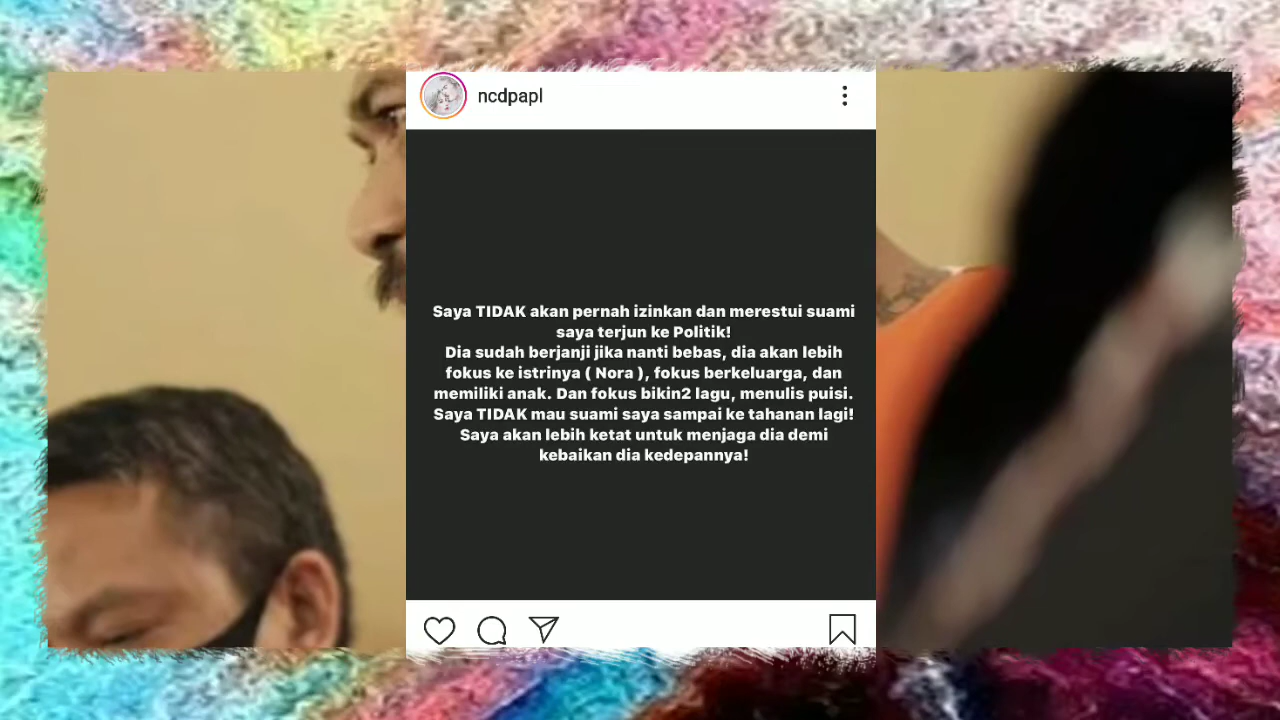 ncdpapl
Saya TIDAK akan pernah izinkan dan merestui suami
saya terjun ke Politik!
Dia sudah berjanji jika nanti bebas, dia akan lebih
fokus ke istrinya ( Nora ), fokus berkeluarga, dan
memiliki anak. Dan fokus bikin2 lagu, menulis puisi.
Saya TIDAK mau suami saya sampai ke tahanan lagi!
Saya akan lebih ketat untuk menjaga dia demi
kebaikan dia kedepannya!